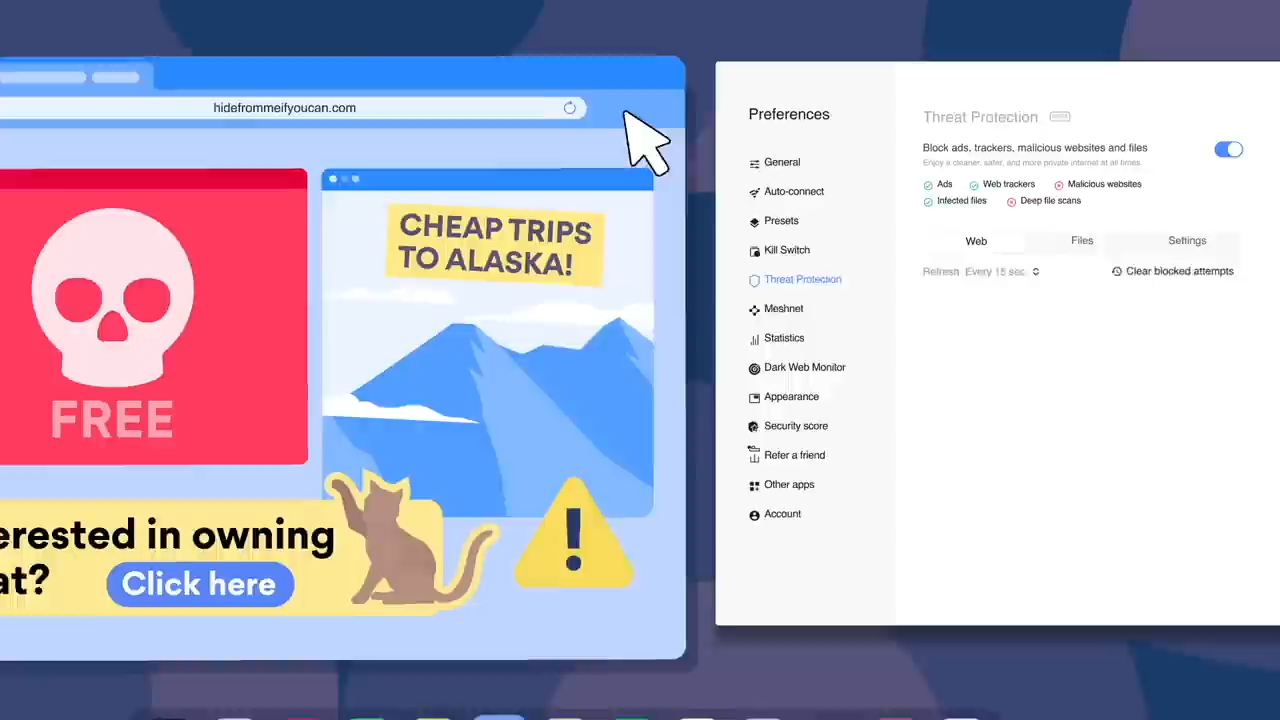 hidefrommeifyoucan.com
FREE
CHEAP TRIPS
TO ALASKA!
erested in owning
at?
Click here
Preferences
General
Auto-connect
Presets
Kill Switch
Threat Protection
Meshnet
Statistics
Dark Web Monitor
Appearance
Security score
Refer a friend
Other apps
Account
Threat Protection
Block ads, trackers, malicious websites and files
Enjoy a cleaner, safer, and more private internet at all times.
Ads Web trackers Malicious websites
Infected files Deep file scans
Web Files Settings
Refresh Every 15 sec Clear blocked attempts